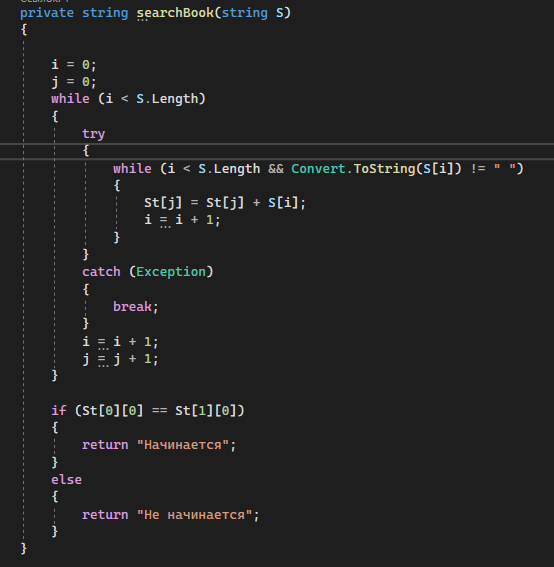 private string searchBook(string S)
{
i = 0;
j = 0;
while (i < S.Length)
{
try
{
while (i < S.Length && Convert.ToString(S[i]) != " ")
{
St[j] = St[j] + S[i];
i = i + 1;
}
}
catch (Exception)
{
break;
}
i = i + 1;
j = j + 1;
}
if (St[0][0] == St[1][0])
{
return "Начинается";
}
else
{
return "Не начинается";
}
}